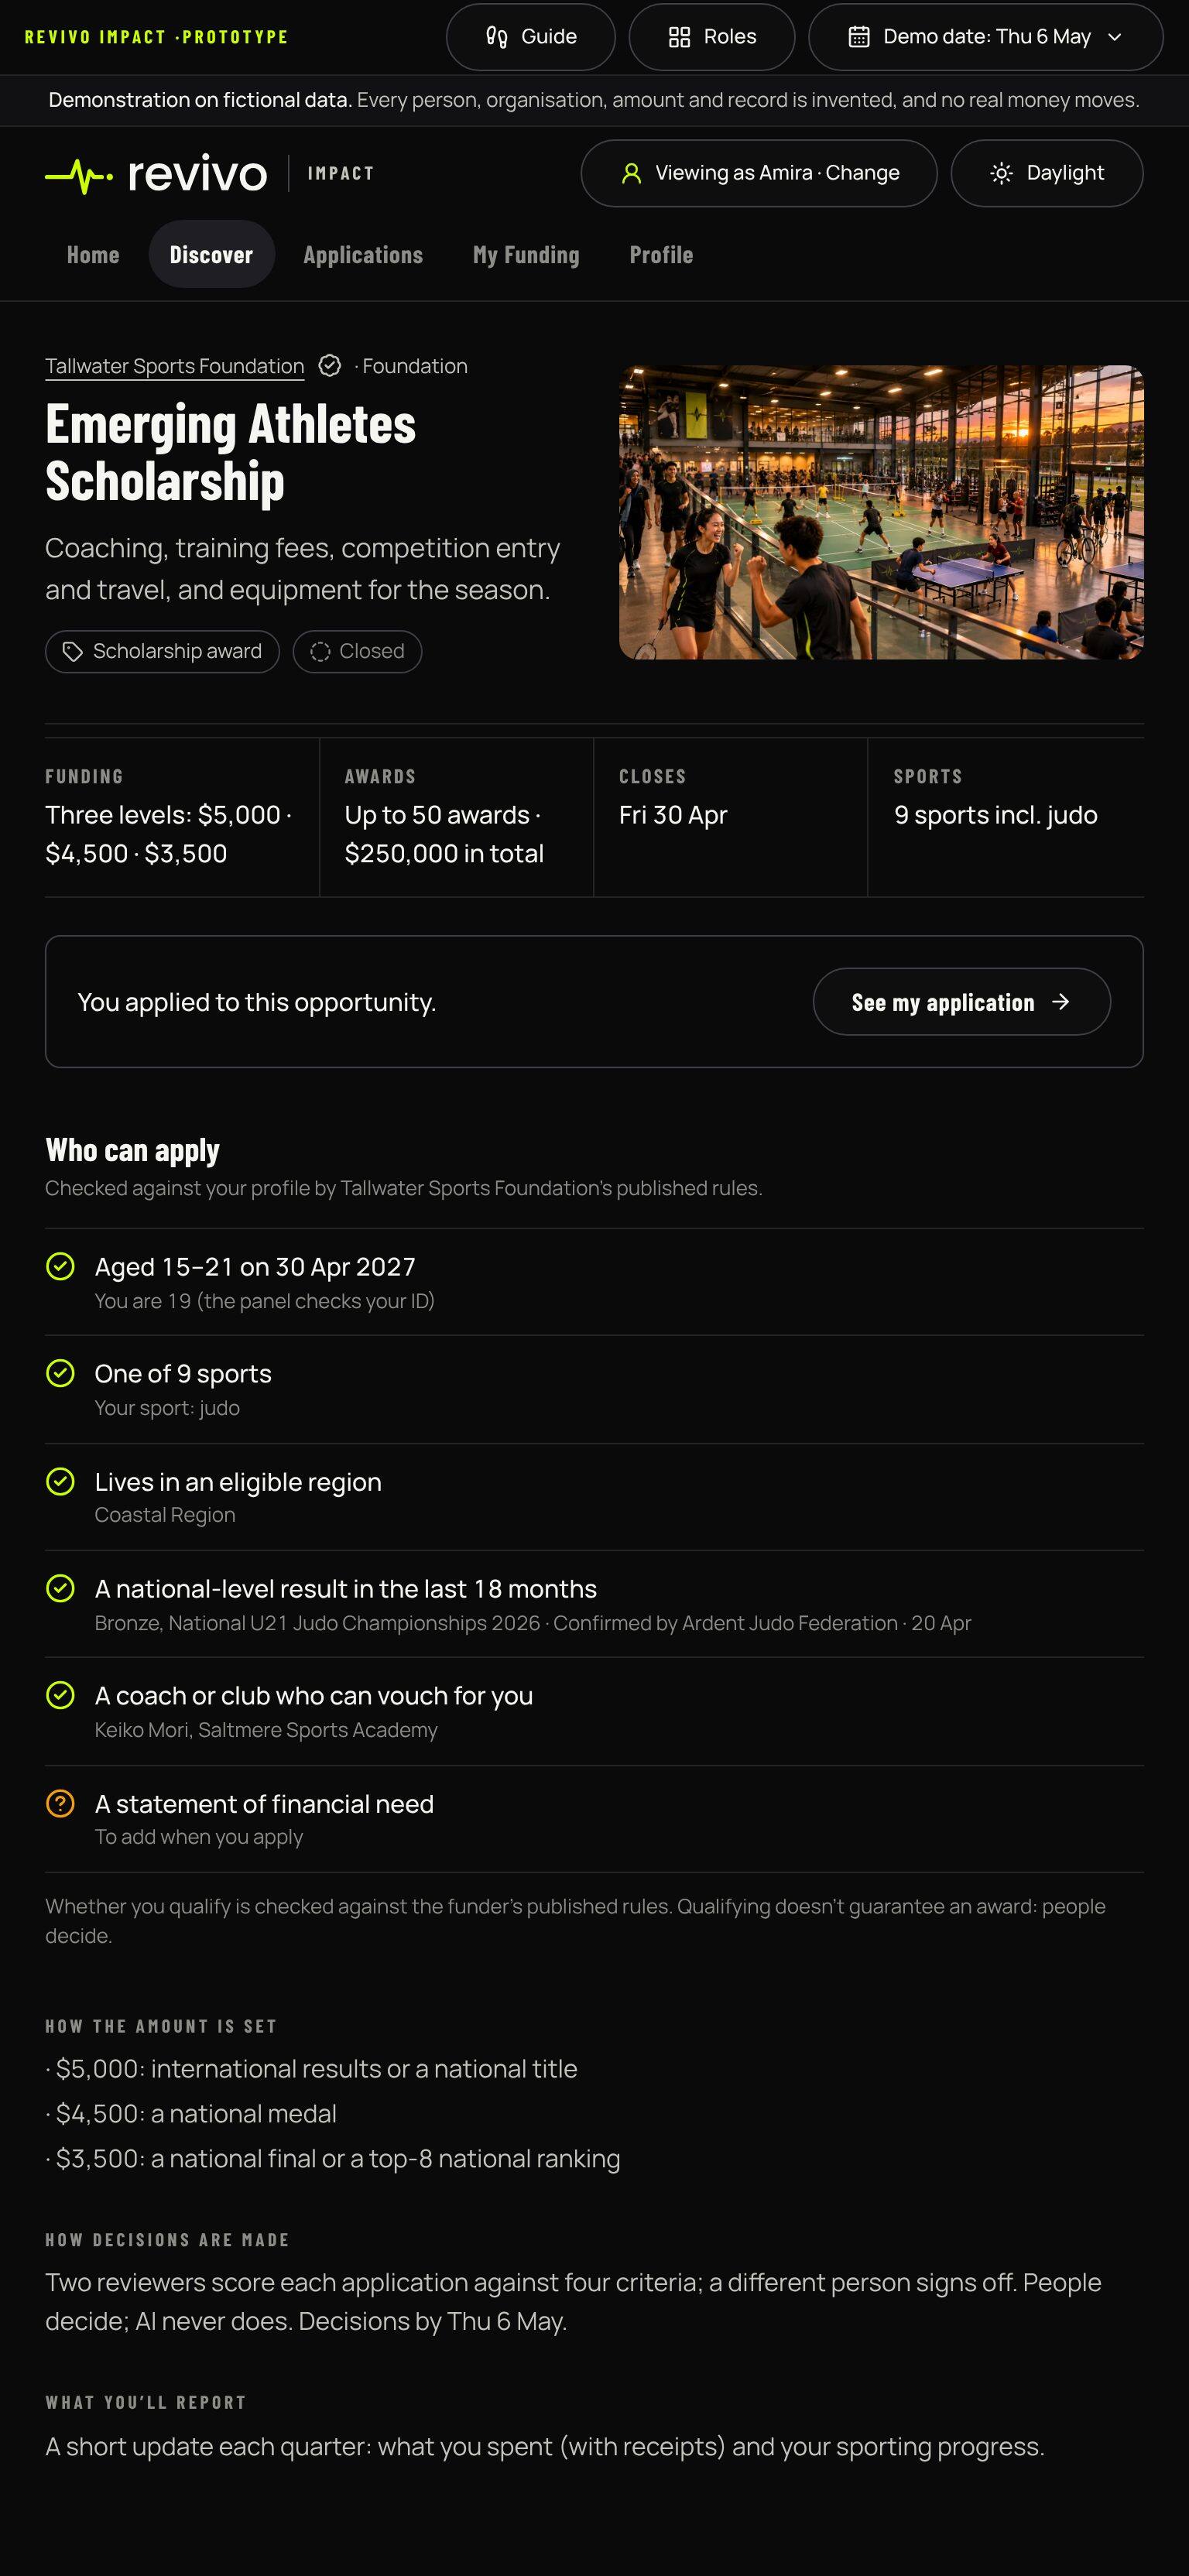 REVIVO IMPACT · PROTOTYPE
Guide
Roles
Demo date: Thu 6 May
Demonstration on fictional data. Every person, organisation, amount and record is invented, and no real money moves.
revivo
IMPACT
Viewing as Amira · Change
Daylight
Home
Discover
Applications
My Funding
Profile
Tallwater Sports Foundation · Foundation
Emerging Athletes
Scholarship
Coaching, training fees, competition entry
and travel, and equipment for the season.
Scholarship award
Closed
FUNDING
Three levels: $5,000 ·
$4,500 · $3,500
AWARDS
Up to 50 awards ·
$250,000 in total
CLOSES
Fri 30 Apr
SPORTS
9 sports incl. judo
You applied to this opportunity.
See my application
Who can apply
Checked against your profile by Tallwater Sports Foundation's published rules.
Aged 15–21 on 30 Apr 2027
You are 19 (the panel checks your ID)
One of 9 sports
Your sport: judo
Lives in an eligible region
Coastal Region
A national-level result in the last 18 months
Bronze, National U21 Judo Championships 2026 · Confirmed by Ardent Judo Federation · 20 Apr
A coach or club who can vouch for you
Keiko Mori, Saltmere Sports Academy
A statement of financial need
To add when you apply
Whether you qualify is checked against the funder's published rules. Qualifying doesn't guarantee an award: people
decide.
HOW THE AMOUNT IS SET
· $5,000: international results or a national title
· $4,500: a national medal
· $3,500: a national final or a top-8 national ranking
HOW DECISIONS ARE MADE
Two reviewers score each application against four criteria; a different person signs off. People
decide; AI never does. Decisions by Thu 6 May.
WHAT YOU'LL REPORT
A short update each quarter: what you spent (with receipts) and your sporting progress.